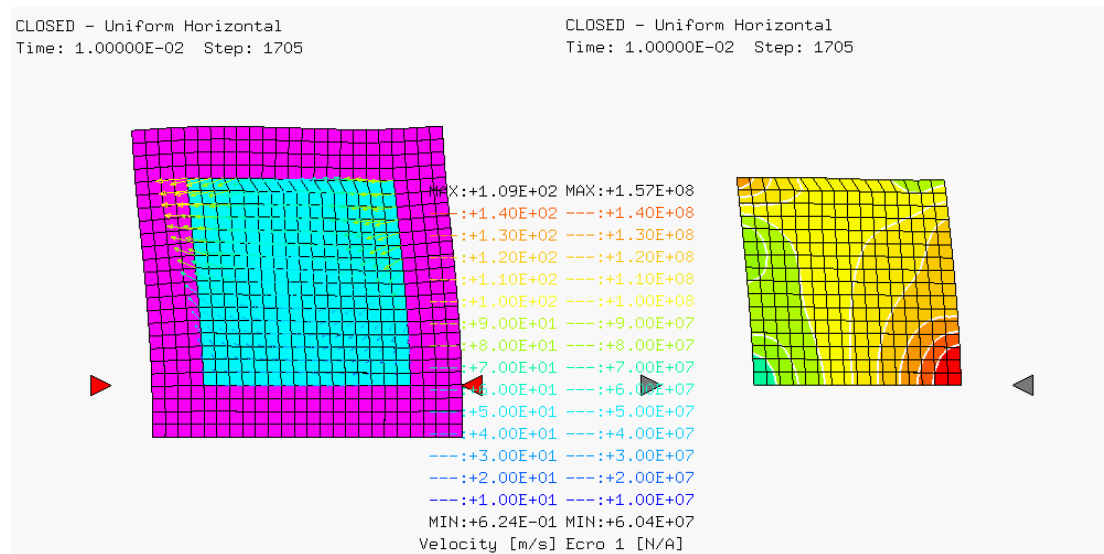 CLOSED - Uniform Horizontal
Time: 1.00000E-02 Step: 1705
CLOSED - Uniform Horizontal
Time: 1.00000E-02 Step: 1705
MAX:+1.09E+02 MAX:+1.57E+08
---:+1.40E+02 ---:+1.40E+08
---:+1.30E+02 ---:+1.30E+08
---:+1.20E+02 ---:+1.20E+08
---:+1.10E+02 ---:+1.10E+08
---:+1.00E+02 ---:+1.00E+08
---:+9.00E+01 ---:+9.00E+07
---:+8.00E+01 ---:+8.00E+07
---:+7.00E+01 ---:+7.00E+07
---:+6.00E+01 ---:+6.00E+07
---:+5.00E+01 ---:+5.00E+07
---:+4.00E+01 ---:+4.00E+07
---:+3.00E+01 ---:+3.00E+07
---:+2.00E+01 ---:+2.00E+07
---:+1.00E+01 ---:+1.00E+07
MIN:+6.24E-01 MIN:+6.04E+07
Velocity [m/s] Ecro 1 [N/A]